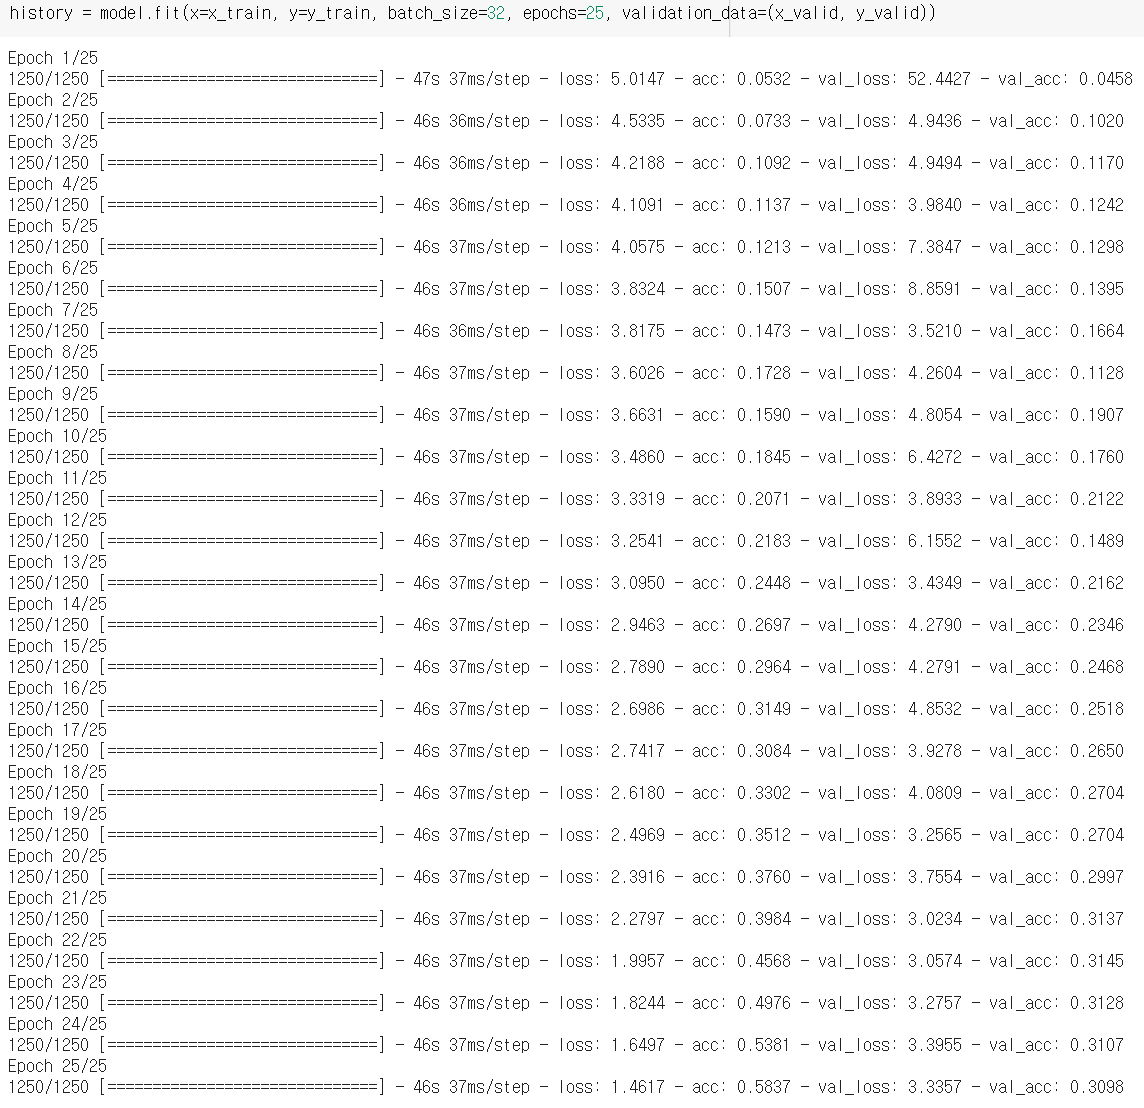 history = model.fit(x=x_train, y=y_train, batch_size=32, epochs=25, validation_data=(x_valid, y_valid))
Epoch 1/25
1250/1250 [==============================] - 47s 37ms/step - loss: 5.0147 - acc: 0.0532 - val_loss: 52.4427 - val_acc: 0.0458
Epoch 2/25
1250/1250 [==============================] - 46s 36ms/step - loss: 4.5335 - acc: 0.0733 - val_loss: 4.9436 - val_acc: 0.1020
Epoch 3/25
1250/1250 [==============================] - 46s 36ms/step - loss: 4.2188 - acc: 0.1092 - val_loss: 4.9494 - val_acc: 0.1170
Epoch 4/25
1250/1250 [==============================] - 46s 36ms/step - loss: 4.1091 - acc: 0.1137 - val_loss: 3.9840 - val_acc: 0.1242
Epoch 5/25
1250/1250 [==============================] - 46s 37ms/step - loss: 4.0575 - acc: 0.1213 - val_loss: 7.3847 - val_acc: 0.1298
Epoch 6/25
1250/1250 [==============================] - 46s 37ms/step - loss: 3.8324 - acc: 0.1507 - val_loss: 8.8591 - val_acc: 0.1395
Epoch 7/25
1250/1250 [==============================] - 46s 36ms/step - loss: 3.8175 - acc: 0.1473 - val_loss: 3.5210 - val_acc: 0.1664
Epoch 8/25
1250/1250 [==============================] - 46s 37ms/step - loss: 3.6026 - acc: 0.1728 - val_loss: 4.2604 - val_acc: 0.1128
Epoch 9/25
1250/1250 [==============================] - 46s 37ms/step - loss: 3.6631 - acc: 0.1590 - val_loss: 4.8054 - val_acc: 0.1907
Epoch 10/25
1250/1250 [==============================] - 46s 37ms/step - loss: 3.4860 - acc: 0.1845 - val_loss: 6.4272 - val_acc: 0.1760
Epoch 11/25
1250/1250 [==============================] - 46s 37ms/step - loss: 3.3319 - acc: 0.2071 - val_loss: 3.8933 - val_acc: 0.2122
Epoch 12/25
1250/1250 [==============================] - 46s 37ms/step - loss: 3.2541 - acc: 0.2183 - val_loss: 6.1552 - val_acc: 0.1489
Epoch 13/25
1250/1250 [==============================] - 46s 37ms/step - loss: 3.0950 - acc: 0.2448 - val_loss: 3.4349 - val_acc: 0.2162
Epoch 14/25
1250/1250 [==============================] - 46s 37ms/step - loss: 2.9463 - acc: 0.2697 - val_loss: 4.2790 - val_acc: 0.2346
Epoch 15/25
1250/1250 [==============================] - 46s 37ms/step - loss: 2.7890 - acc: 0.2964 - val_loss: 4.2791 - val_acc: 0.2468
Epoch 16/25
1250/1250 [==============================] - 46s 37ms/step - loss: 2.6986 - acc: 0.3149 - val_loss: 4.8532 - val_acc: 0.2518
Epoch 17/25
1250/1250 [==============================] - 46s 37ms/step - loss: 2.7417 - acc: 0.3084 - val_loss: 3.9278 - val_acc: 0.2650
Epoch 18/25
1250/1250 [==============================] - 46s 37ms/step - loss: 2.6180 - acc: 0.3302 - val_loss: 4.0809 - val_acc: 0.2704
Epoch 19/25
1250/1250 [==============================] - 46s 37ms/step - loss: 2.4969 - acc: 0.3512 - val_loss: 3.2565 - val_acc: 0.2704
Epoch 20/25
1250/1250 [==============================] - 46s 37ms/step - loss: 2.3916 - acc: 0.3760 - val_loss: 3.7554 - val_acc: 0.2997
Epoch 21/25
1250/1250 [==============================] - 46s 37ms/step - loss: 2.2797 - acc: 0.3984 - val_loss: 3.0234 - val_acc: 0.3137
Epoch 22/25
1250/1250 [==============================] - 46s 37ms/step - loss: 1.9957 - acc: 0.4568 - val_loss: 3.0574 - val_acc: 0.3145
Epoch 23/25
1250/1250 [==============================] - 46s 37ms/step - loss: 1.8244 - acc: 0.4976 - val_loss: 3.2757 - val_acc: 0.3128
Epoch 24/25
1250/1250 [==============================] - 46s 37ms/step - loss: 1.6497 - acc: 0.5381 - val_loss: 3.3955 - val_acc: 0.3107
Epoch 25/25
1250/1250 [==============================] - 46s 37ms/step - loss: 1.4617 - acc: 0.5837 - val_loss: 3.3357 - val_acc: 0.3098